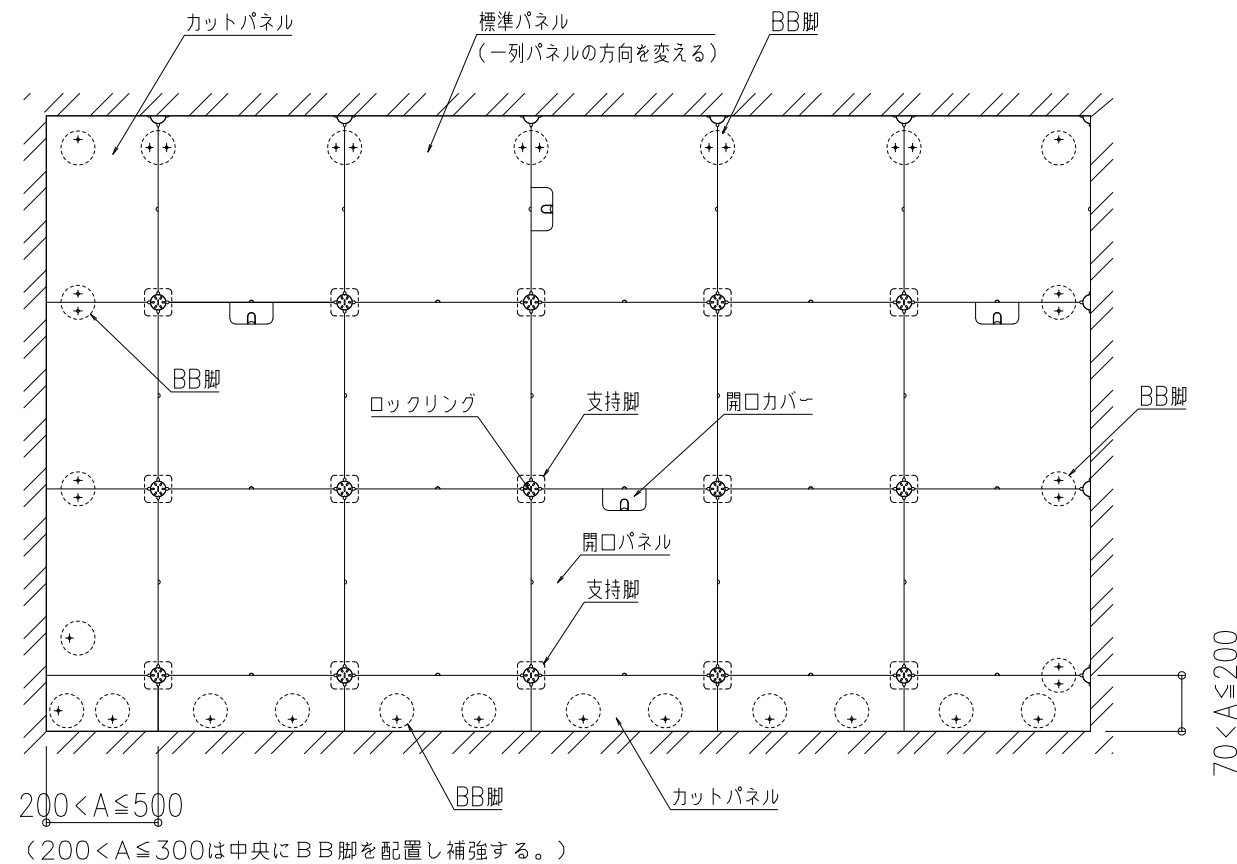 カットパネル
標準パネル
(一列パネルの方向を変える)
BB脚
BB脚
ロックリング
支持脚
開口カバー
BB脚
開口パネル
支持脚
70<A≦200
200<A≦500
BB脚
カットパネル
(200<A≦300は中央にBB脚を配置し補強する。)